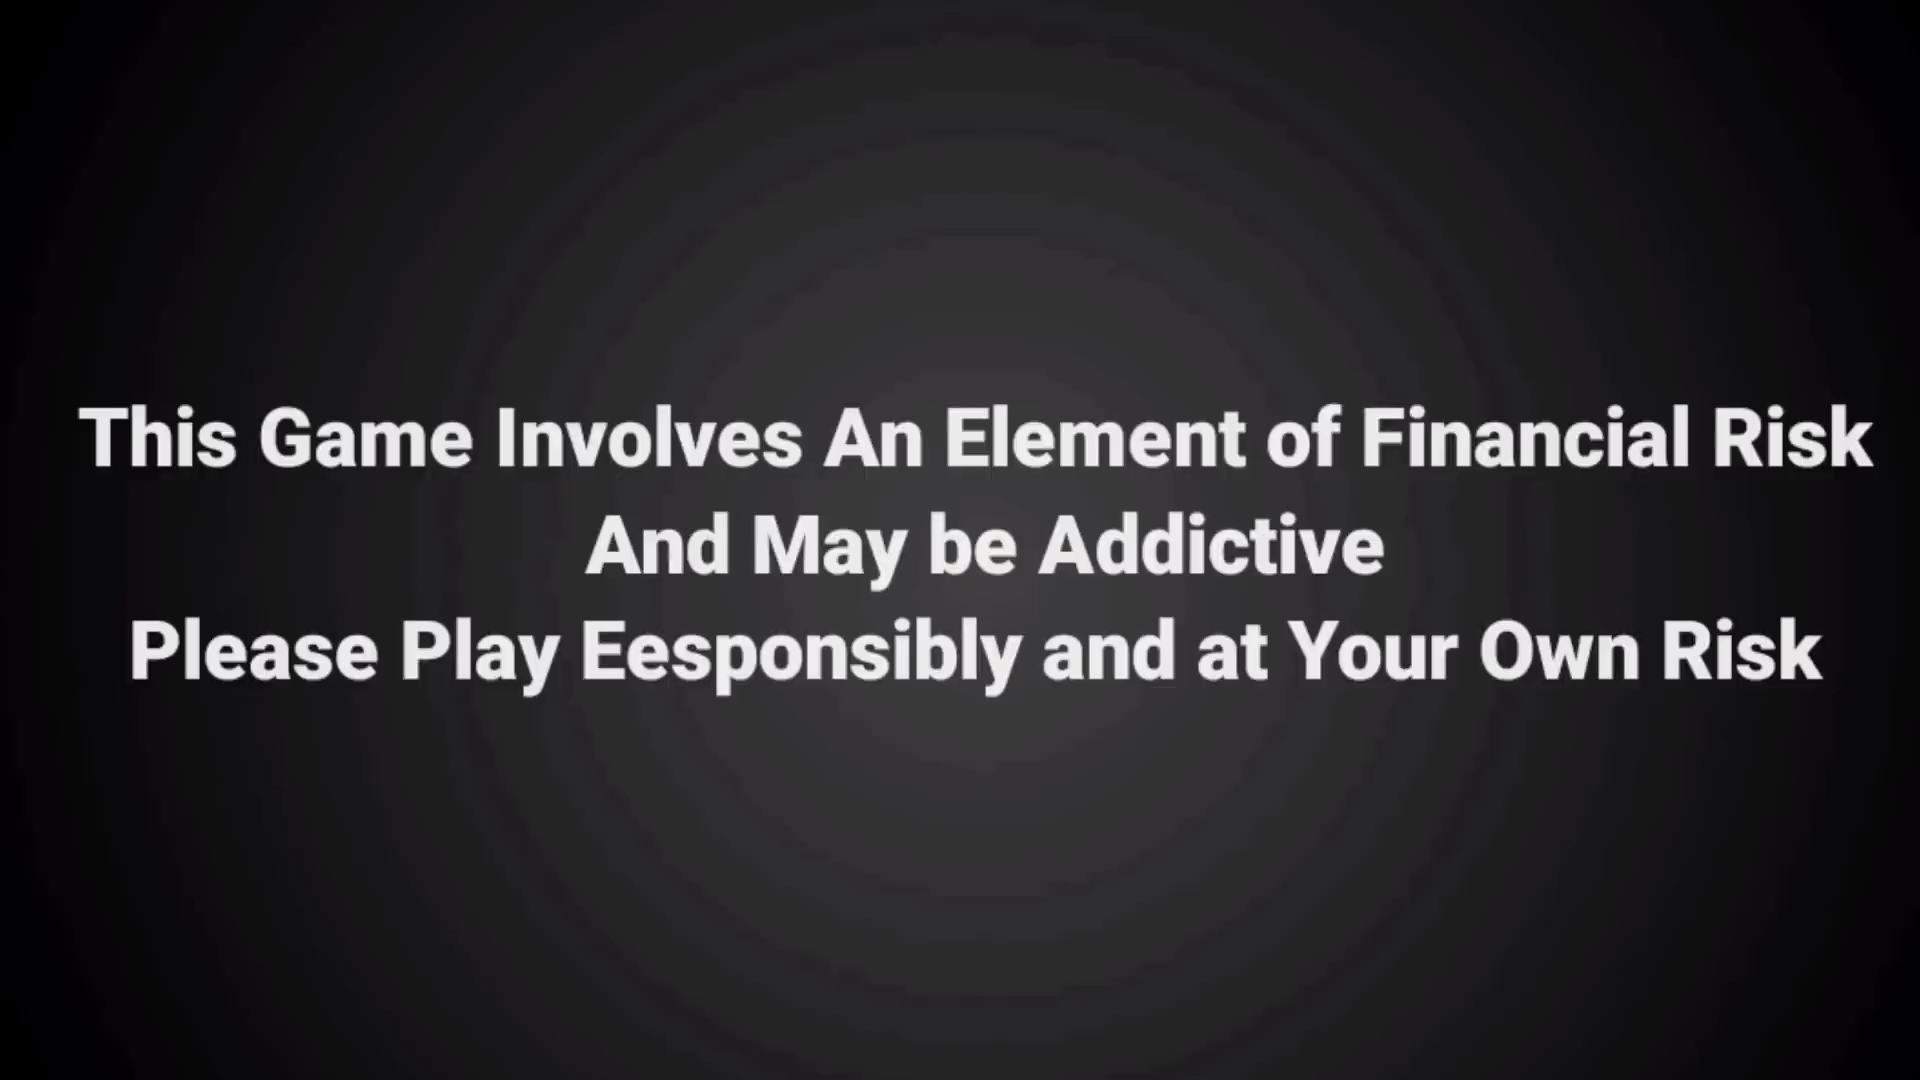 This Game Involves An Element of Financial Risk
And May be Addictive
Please Play Eesponsibly and at Your Own Risk